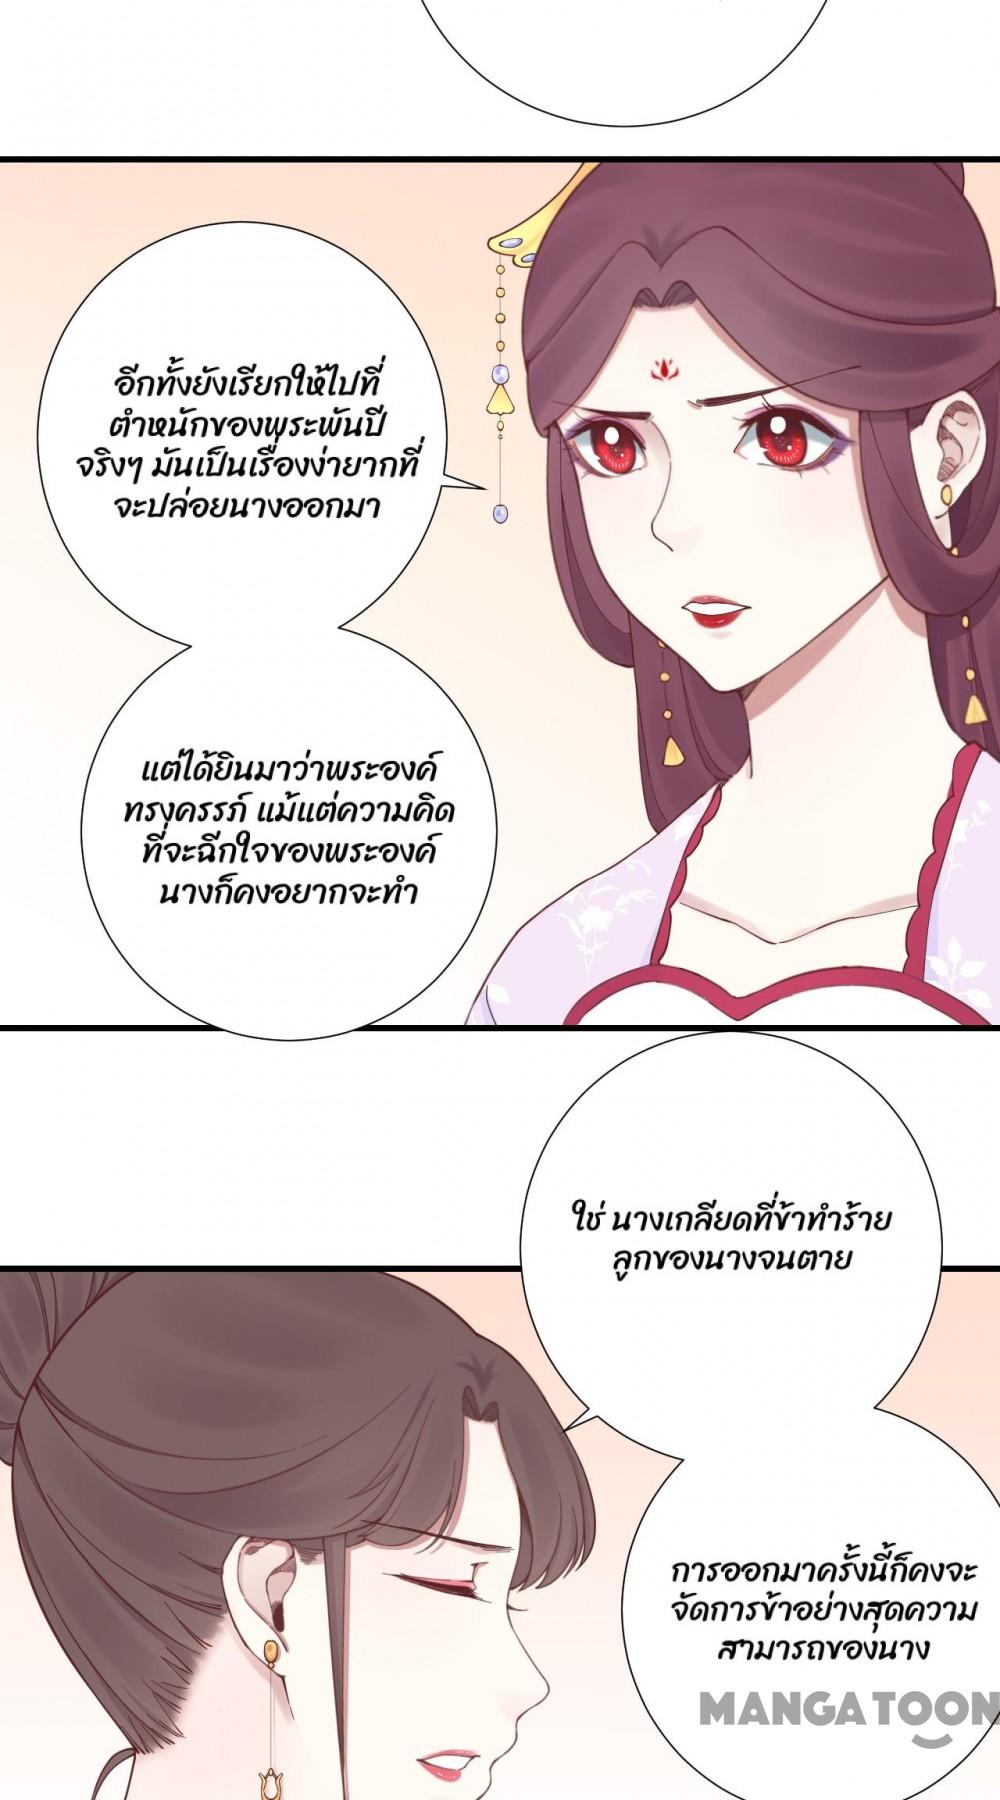 อีกทั้งยังเรียกให้ไปที่
ตำหนักของพระพันปี
จริงๆ มันเป็นเรื่องง่ายากที่
จะปล่อยนางออกมา
แต่ได้ยินมาว่าพระองค์
ทรงครรภ์ แม้แต่ความคิด
ที่จะฉีกใจของพระองค์
นางก็คงอยากจะทำ
ใช่ นางเกลียดที่ข้าทำร้าย
ลูกของนางจนตาย
การออกมาครั้งนี้ก็คงจะ
จัดการข้าอย่างสุดความ
สามารถของนาง
MANGATOON